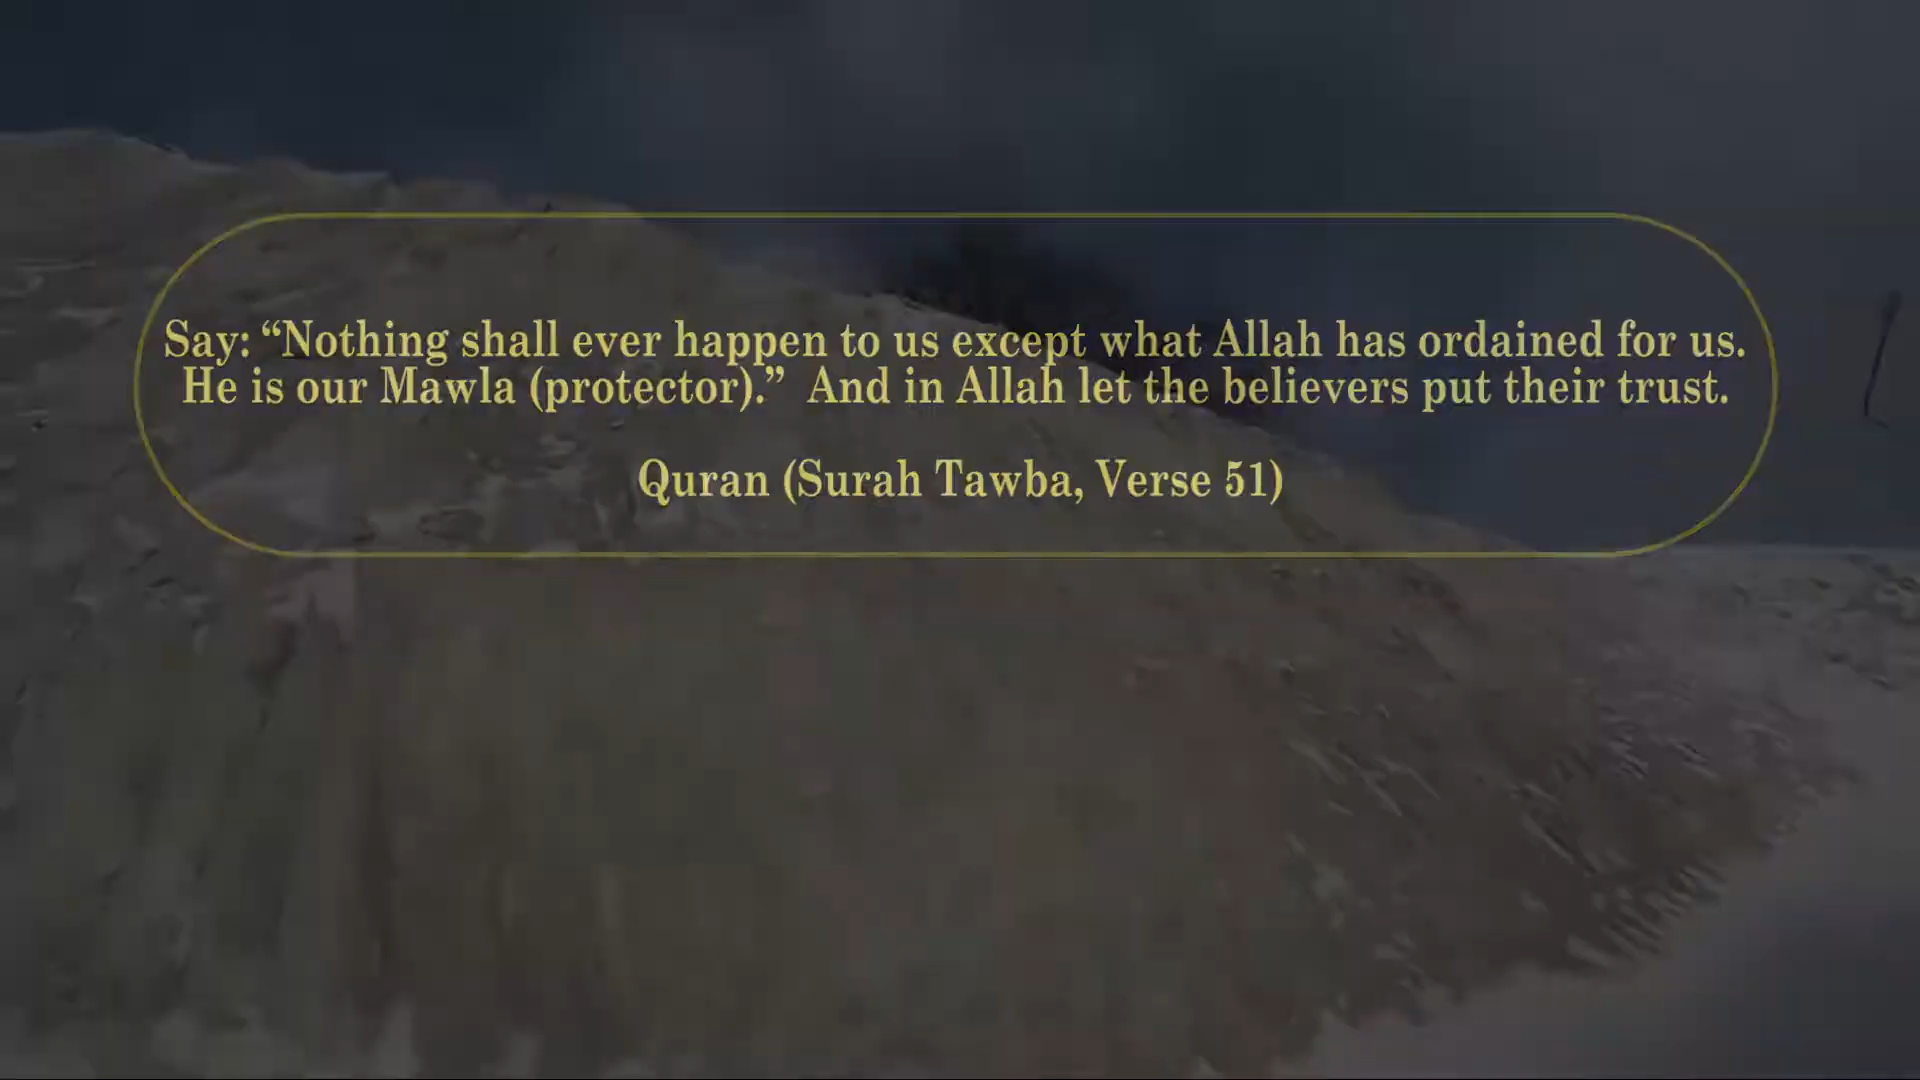 Say: “Nothing shall ever happen to us except what Allah has ordained for us.
He is our Mawla (protector).”  And in Allah let the believers put their trust.
Quran (Surah Tawba, Verse 51)